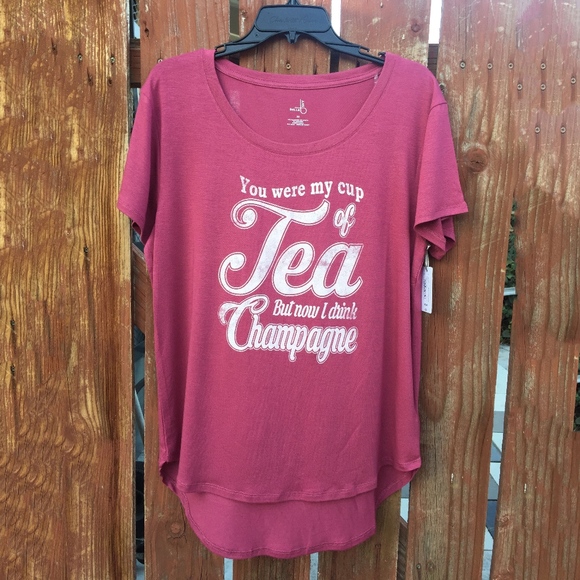 You were my cup
of
Tea
But now I drink
Champagne